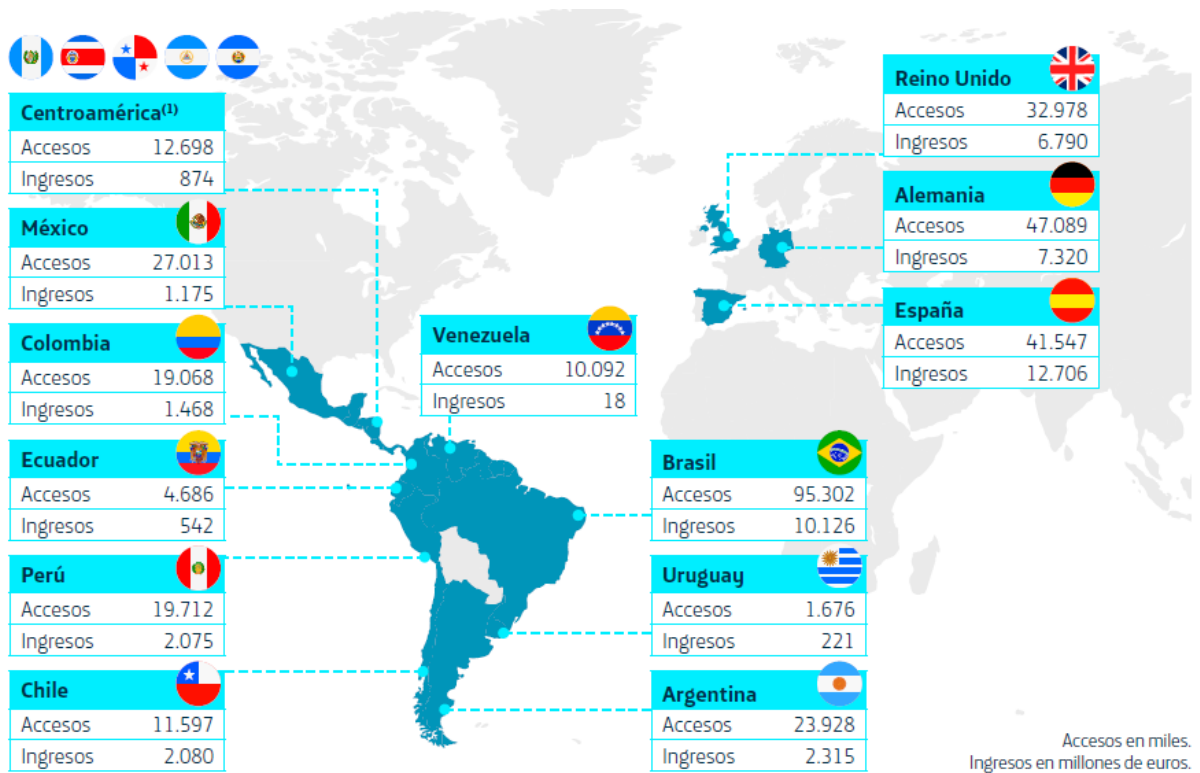 Centroamérica(1)
Accesos 12.698
Ingresos 874
México
Accesos 27.013
Ingresos 1.175
Colombia
Accesos 19.068
Ingresos 1.468
Ecuador
Accesos 4.686
Ingresos 542
Perú
Accesos 19.712
Ingresos 2.075
Chile
Accesos 11.597
Ingresos 2.080
Venezuela
Accesos 10.092
Ingresos 18
Reino Unido
Accesos 32.978
Ingresos 6.790
Alemania
Accesos 47.089
Ingresos 7.320
España
Accesos 41.547
Ingresos 12.706
Brasil
Accesos 95.302
Ingresos 10.126
Uruguay
Accesos 1.676
Ingresos 221
Argentina
Accesos 23.928
Ingresos 2.315
Accesos en miles.
Ingresos en millones de euros.